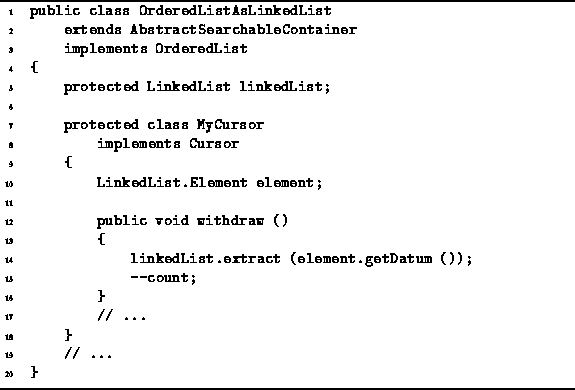 1 public class OrderedListAsLinkedList
2     extends AbstractSearchableContainer
3     implements OrderedList
4 {
5     protected LinkedList linkedList;
6
7     protected class MyCursor
8         implements Cursor
9     {
10         LinkedList.Element element;
11
12         public void withdraw ()
13         {
14             linkedList.extract (element.getDatum ());
15             --count;
16         }
17         // ...
18     }
19     // ...
20 }